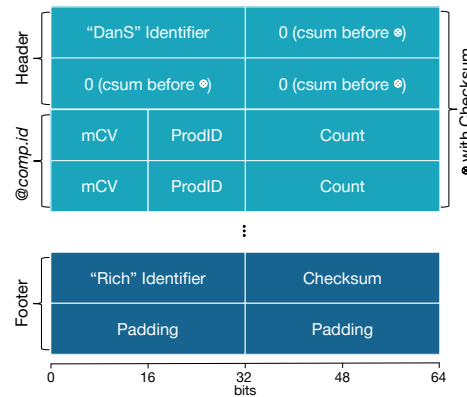 Header
"DanS" Identifier
0 (csum before ⊗)
0 (csum before ⊗)
0 (csum before ⊗)
@comp.id
mCV
ProdID
Count
mCV
ProdID
Count
⊗ with Checksum
...
Footer
"Rich" Identifier
Checksum
Padding
Padding
0
16
32
48
64
bits